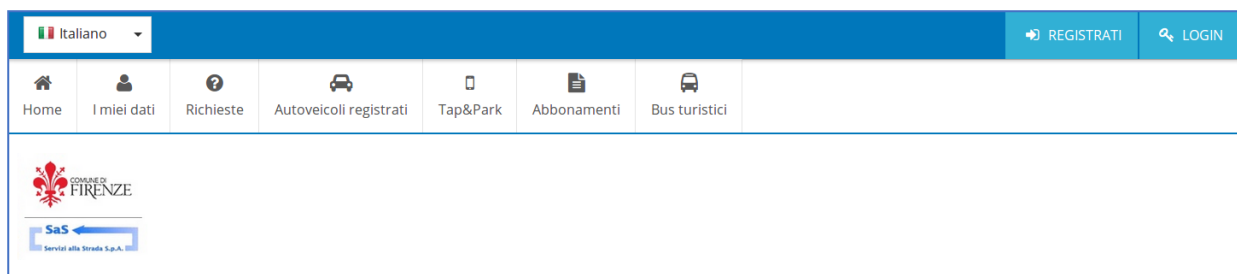 Italiano
REGISTRATI
LOGIN
Home
I miei dati
Richieste
Autoveicoli registrati
Tap&Park
Abbonamenti
Bus turistici
COMUNE DI
FIRENZE
SaS
Servizi alla Strada S.p.A.